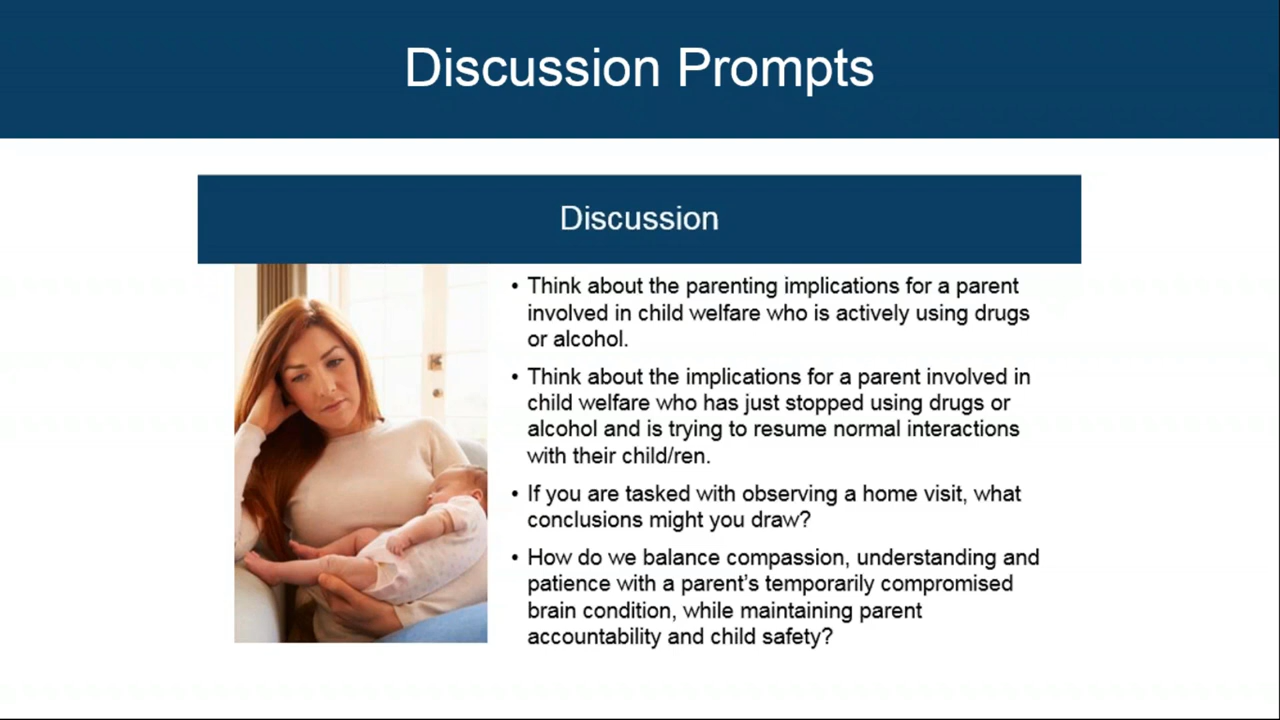 Discussion Prompts
Discussion
• Think about the parenting implications for a parent
involved in child welfare who is actively using drugs
or alcohol.
• Think about the implications for a parent involved in
child welfare who has just stopped using drugs or
alcohol and is trying to resume normal interactions
with their child/ren.
• If you are tasked with observing a home visit, what
conclusions might you draw?
• How do we balance compassion, understanding and
patience with a parent’s temporarily compromised
brain condition, while maintaining parent
accountability and child safety?